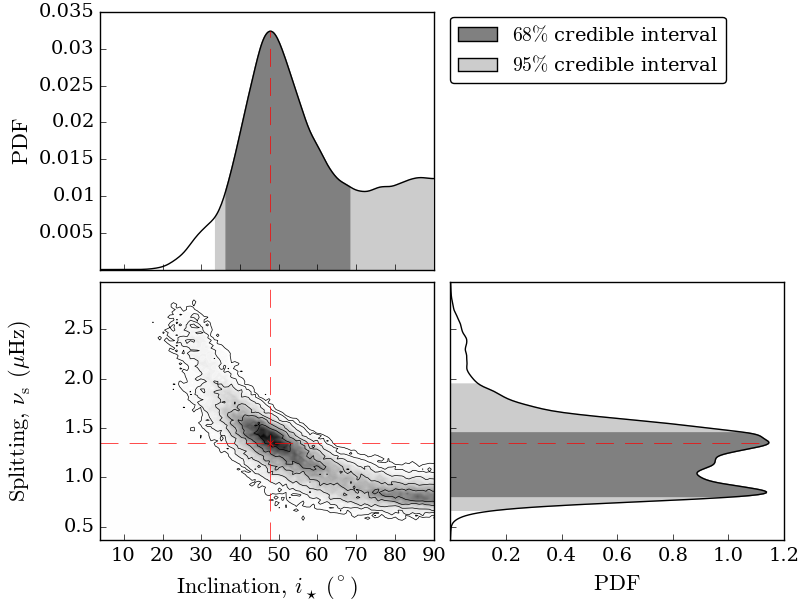 0.035
0.03
0.025
0.02
0.015
0.01
0.005
PDF
68% credible interval
95% credible interval
2.5
2.0
1.5
1.0
0.5
Splitting, νs (μHz)
10 20 30 40 50 60 70 80 90
Inclination, i⋆ (°)
0.2 0.4 0.6 0.8 1.0 1.2
PDF